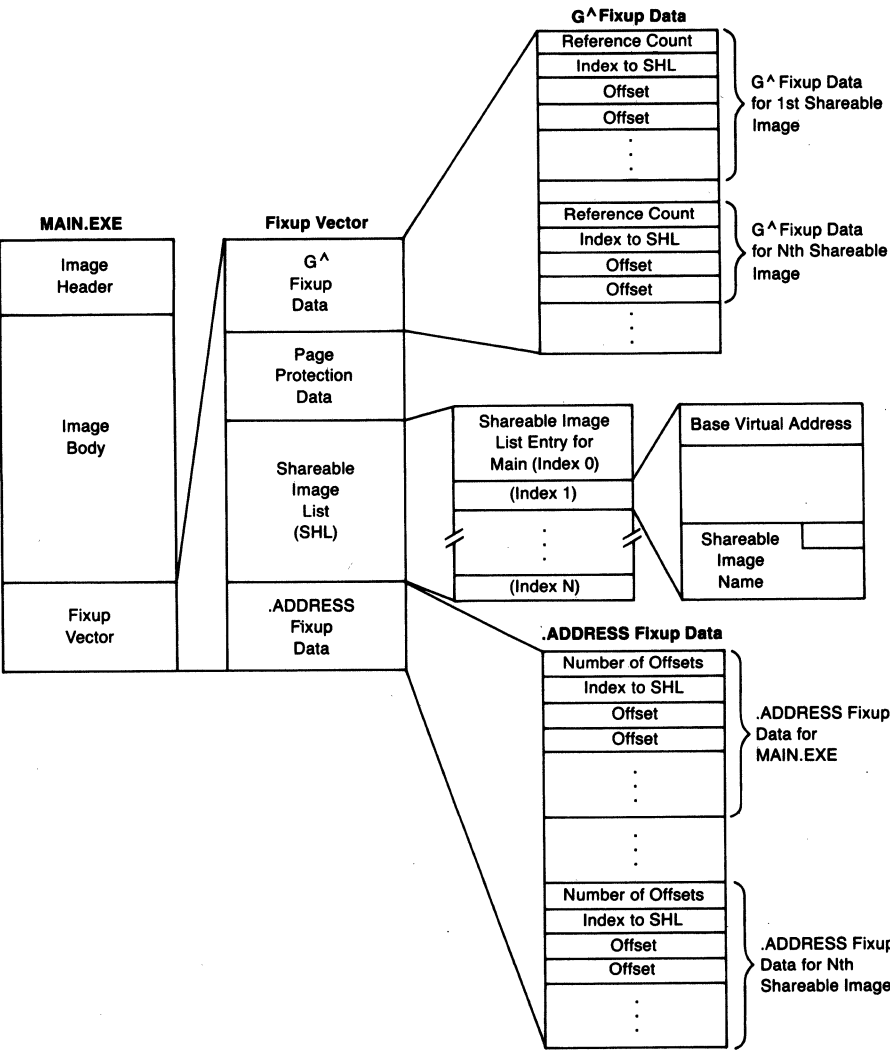 G^ Fixup Data
Reference Count
Index to SHL
Offset
Offset
G^ Fixup Data
for 1st Shareable
Image
Reference Count
Index to SHL
Offset
Offset
G^ Fixup Data
for Nth Shareable
Image
MAIN.EXE
Image
Header
Image
Body
Fixup
Vector
Fixup Vector
G^
Fixup
Data
Page
Protection
Data
Shareable
Image
List
(SHL)
.ADDRESS
Fixup
Data
Shareable Image
List Entry for
Main (Index 0)
(Index 1)
(Index N)
Base Virtual Address
Shareable
Image
Name
.ADDRESS Fixup Data
Number of Offsets
Index to SHL
Offset
Offset
.ADDRESS Fixup
Data for
MAIN.EXE
Number of Offsets
Index to SHL
Offset
Offset
.ADDRESS Fixup
Data for Nth
Shareable Image